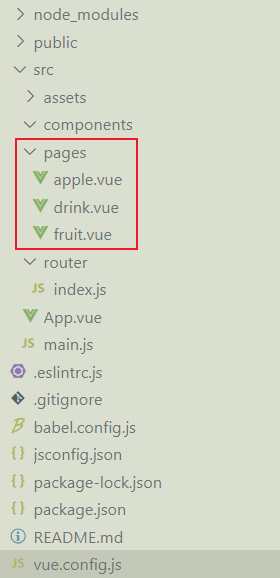 node_modules
public
src
assets
components
pages
apple.vue
drink.vue
fruit.vue
router
JS index.js
App.vue
JS main.js
.eslintrc.js
.gitignore
babel.config.js
{ } jsconfig.json
{ } package-lock.json
{ } package.json
README.md
JS vue.config.js